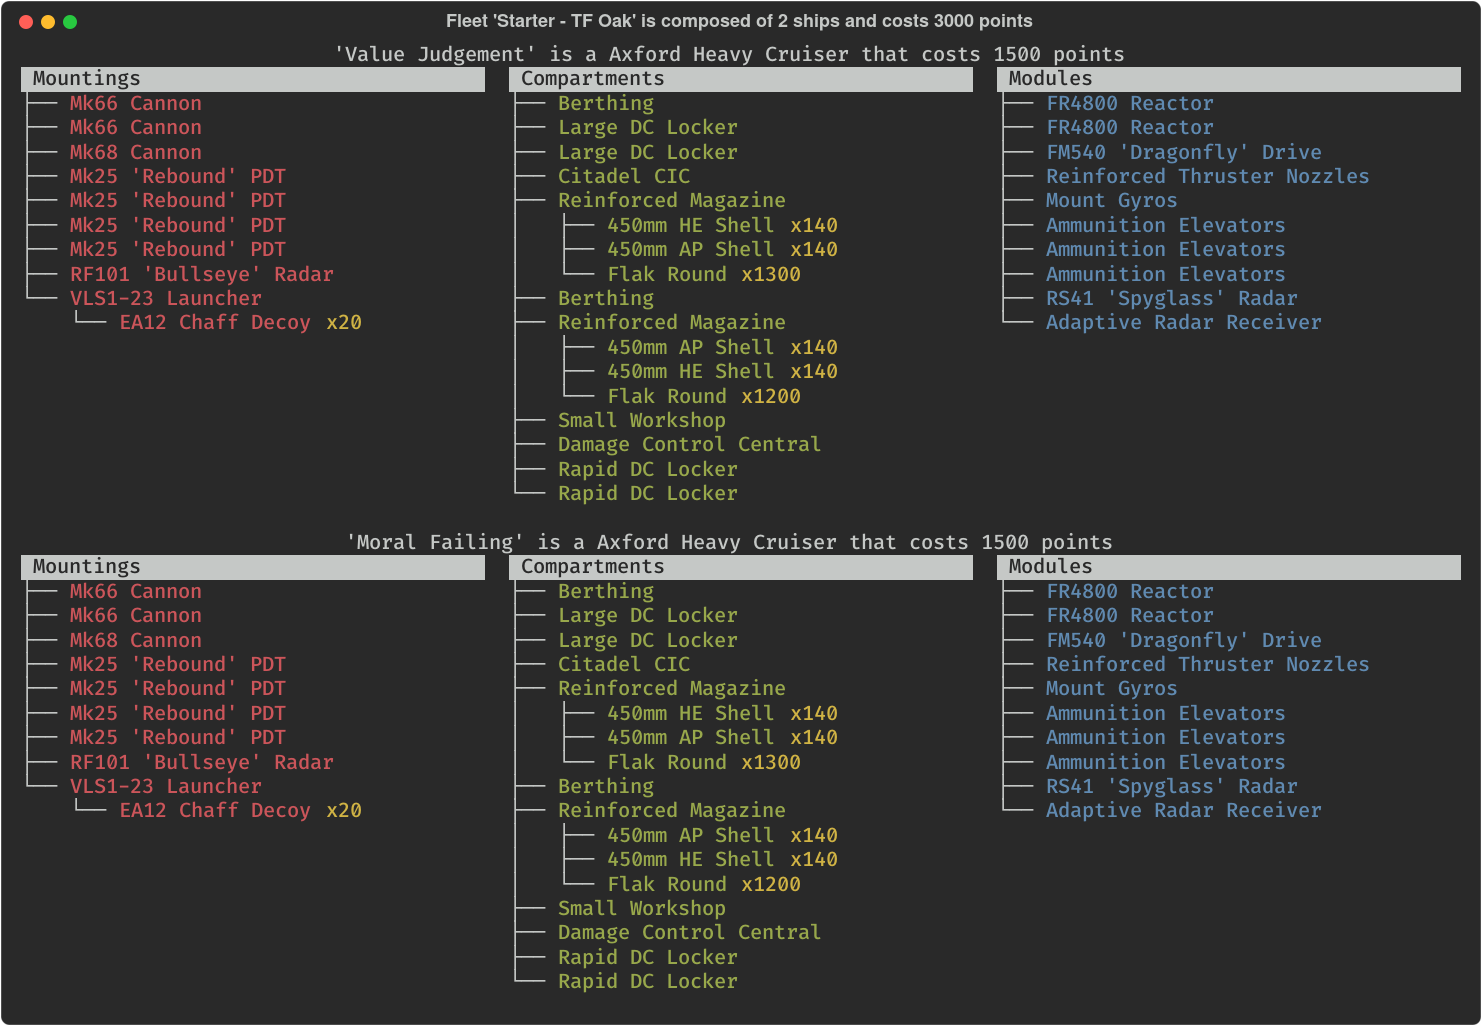 Fleet 'Starter - TF Oak' is composed of 2 ships and costs 3000 points
'Value Judgement' is a Axford Heavy Cruiser that costs 1500 points
Mountings
Mk66 Cannon
Mk66 Cannon
Mk68 Cannon
Mk25 'Rebound' PDT
Mk25 'Rebound' PDT
Mk25 'Rebound' PDT
Mk25 'Rebound' PDT
RF101 'Bullseye' Radar
VLS1-23 Launcher
EA12 Chaff Decoy x20
Compartments
Berthing
Large DC Locker
Large DC Locker
Citadel CIC
Reinforced Magazine
450mm HE Shell x140
450mm AP Shell x140
Flak Round x1300
Berthing
Reinforced Magazine
450mm AP Shell x140
450mm HE Shell x140
Flak Round x1200
Small Workshop
Damage Control Central
Rapid DC Locker
Rapid DC Locker
Modules
FR4800 Reactor
FR4800 Reactor
FM540 'Dragonfly' Drive
Reinforced Thruster Nozzles
Mount Gyros
Ammunition Elevators
Ammunition Elevators
Ammunition Elevators
RS41 'Spyglass' Radar
Adaptive Radar Receiver
'Moral Failing' is a Axford Heavy Cruiser that costs 1500 points
Mountings
Mk66 Cannon
Mk66 Cannon
Mk68 Cannon
Mk25 'Rebound' PDT
Mk25 'Rebound' PDT
Mk25 'Rebound' PDT
Mk25 'Rebound' PDT
RF101 'Bullseye' Radar
VLS1-23 Launcher
EA12 Chaff Decoy x20
Compartments
Berthing
Large DC Locker
Large DC Locker
Citadel CIC
Reinforced Magazine
450mm HE Shell x140
450mm AP Shell x140
Flak Round x1300
Berthing
Reinforced Magazine
450mm AP Shell x140
450mm HE Shell x140
Flak Round x1200
Small Workshop
Damage Control Central
Rapid DC Locker
Rapid DC Locker
Modules
FR4800 Reactor
FR4800 Reactor
FM540 'Dragonfly' Drive
Reinforced Thruster Nozzles
Mount Gyros
Ammunition Elevators
Ammunition Elevators
Ammunition Elevators
RS41 'Spyglass' Radar
Adaptive Radar Receiver